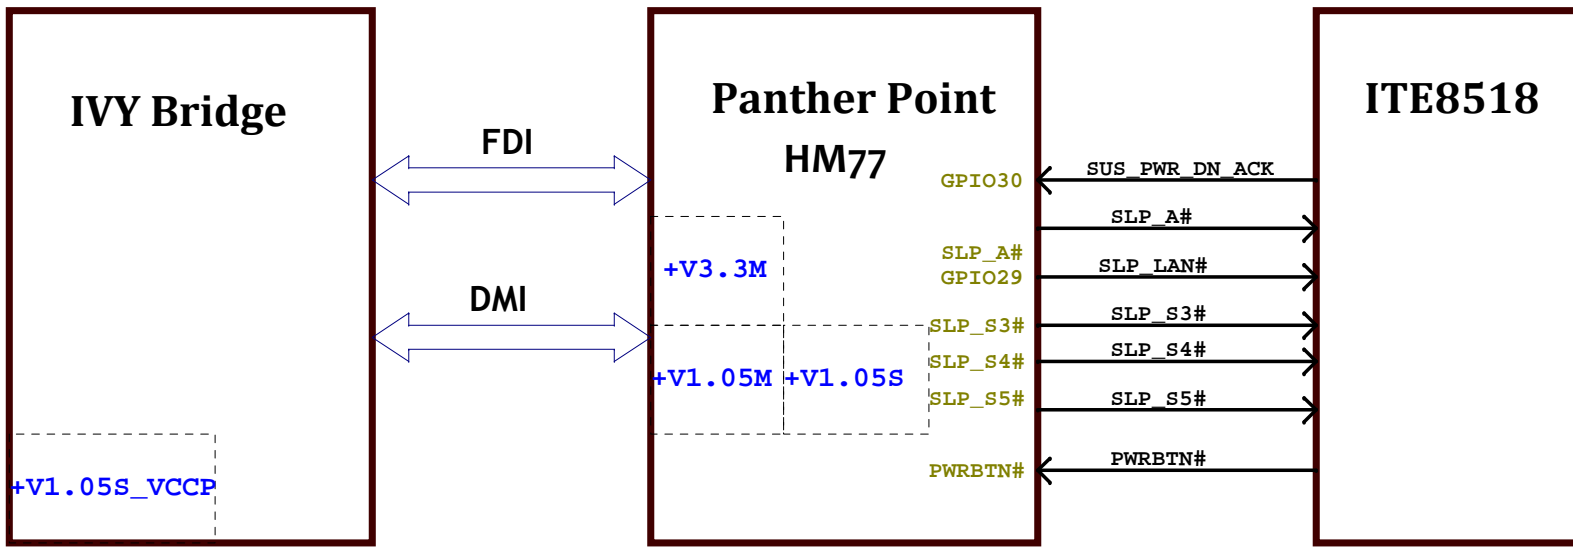 IVY Bridge
FDI
DMI
+V1.05S_VCCP
Panther Point
HM77
GPIO30
SLP_A#
GPIO29
SLP_S3#
SLP_S4#
SLP_S5#
PWRBTN#
+V3.3M
+V1.05M
+V1.05S
SUS_PWR_DN_ACK
SLP_A#
SLP_LAN#
SLP_S3#
SLP_S4#
SLP_S5#
PWRBTN#
ITE8518